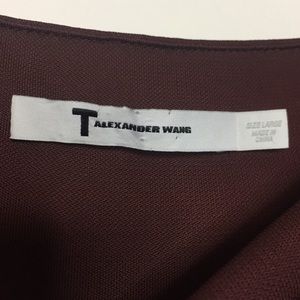 T ALEXANDER WANG
SIZE LARGE
MADE IN
CHINA